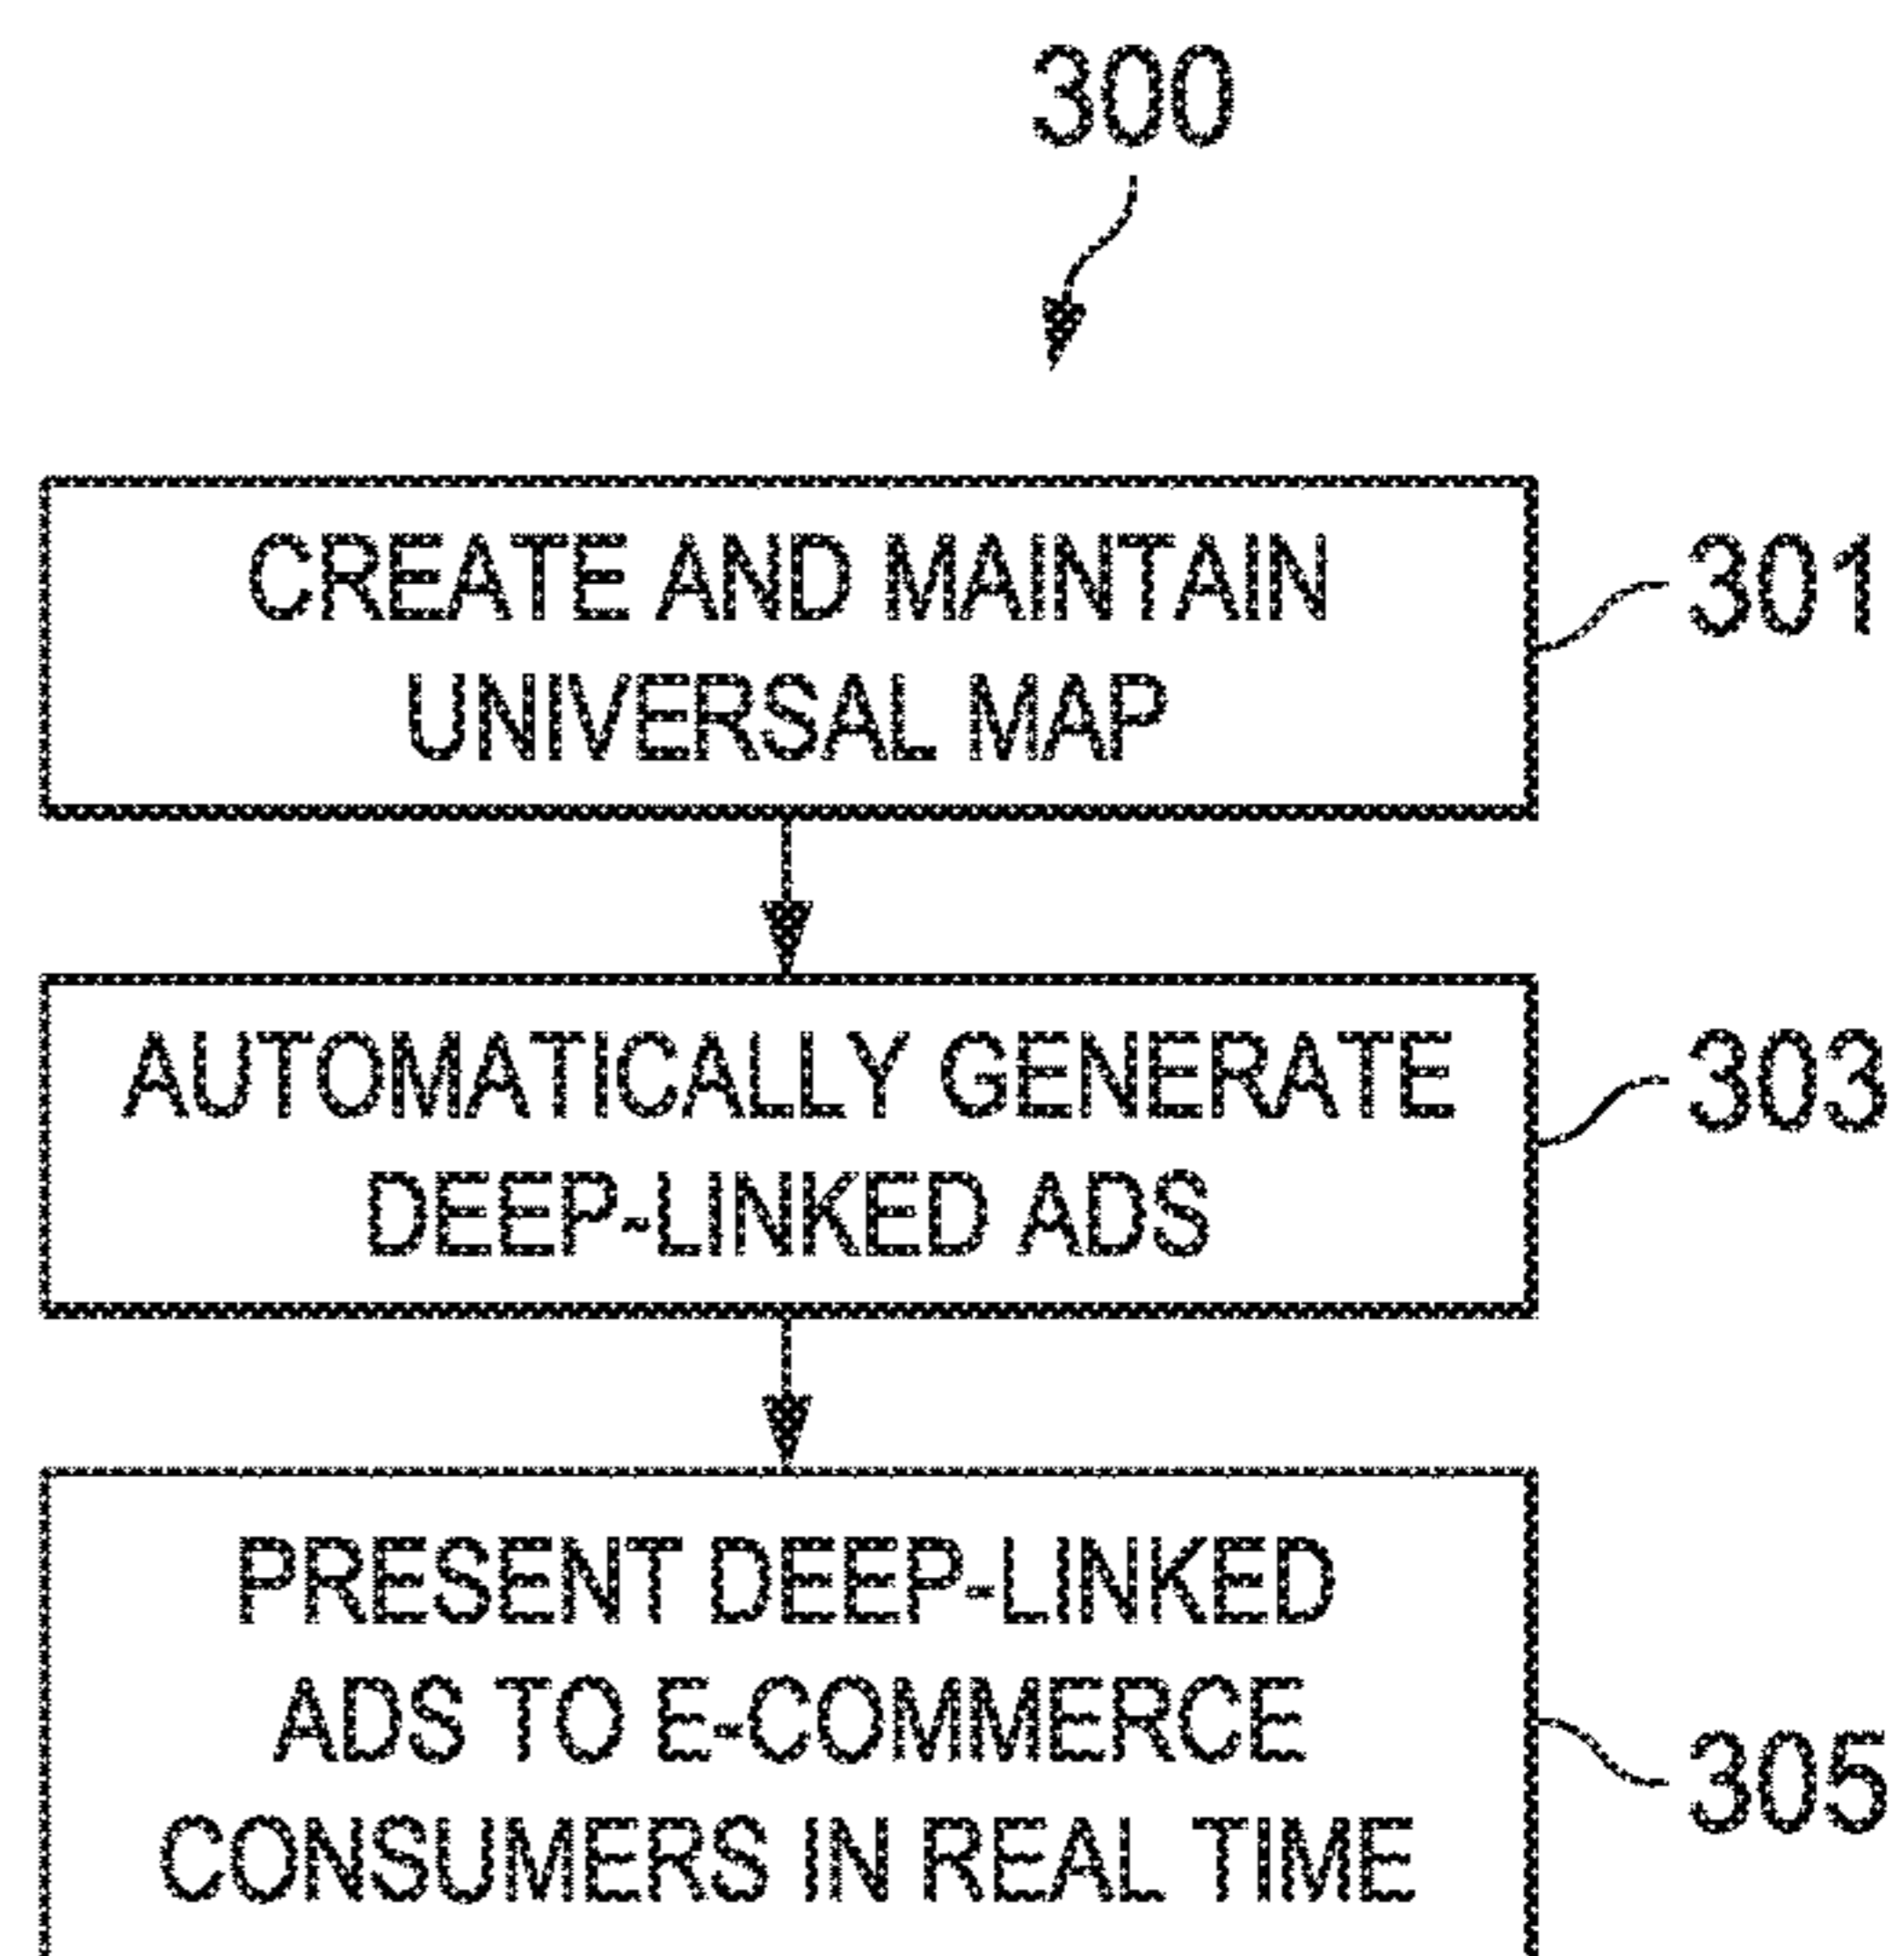 300
CREATE AND MAINTAIN
UNIVERSAL MAP
301
AUTOMATICALLY GENERATE
DEEP-LINKED ADS
303
PRESENT DEEP-LINKED
ADS TO E-COMMERCE
CONSUMERS IN REAL TIME
305